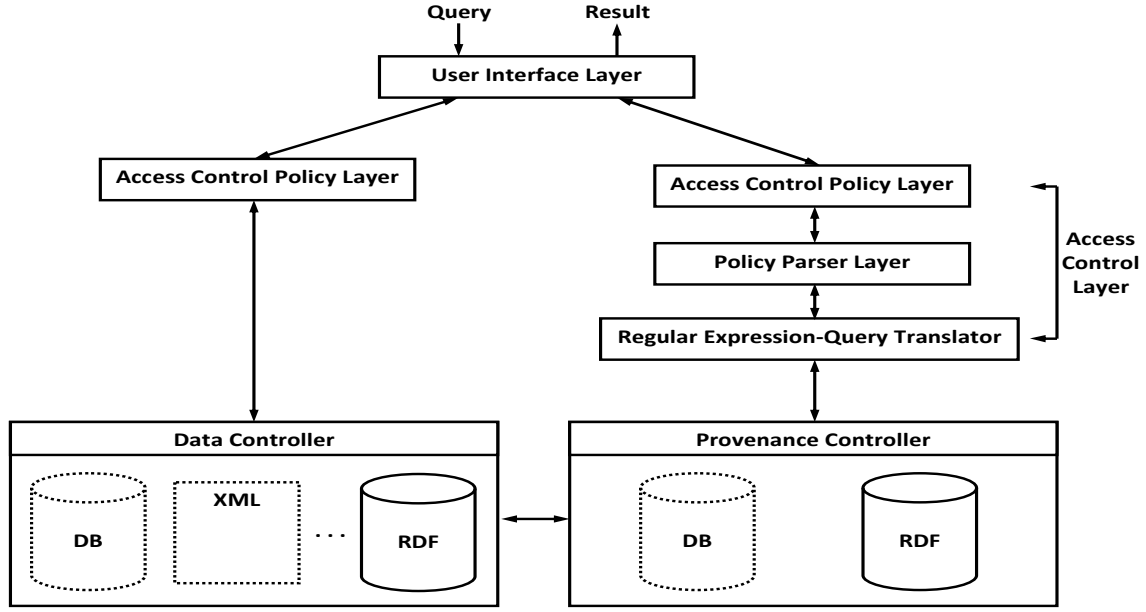 Query
Result
User Interface Layer
Access Control Policy Layer
Access Control Policy Layer
Policy Parser Layer
Access
Control
Layer
Regular Expression-Query Translator
Data Controller
Provenance Controller
DB
XML
...
RDF
DB
RDF